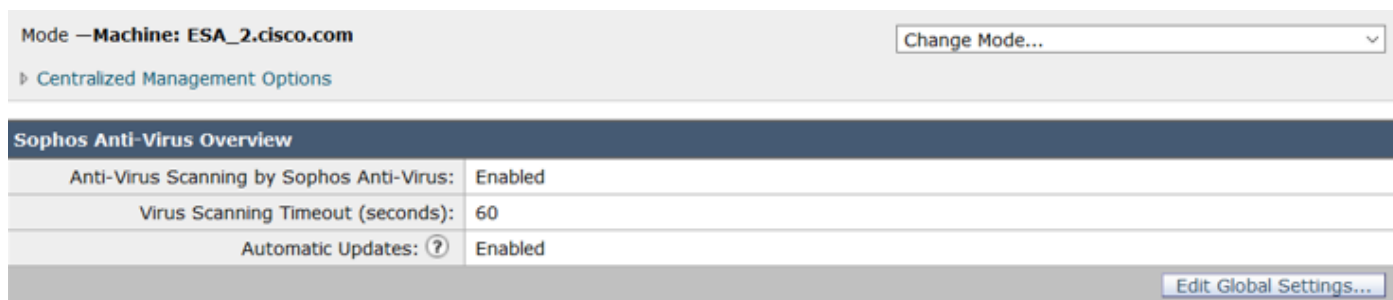 Mode —Machine: ESA_2.cisco.com
Change Mode...
Centralized Management Options
Sophos Anti-Virus Overview
Anti-Virus Scanning by Sophos Anti-Virus: Enabled
Virus Scanning Timeout (seconds): 60
Automatic Updates: ? Enabled
Edit Global Settings...